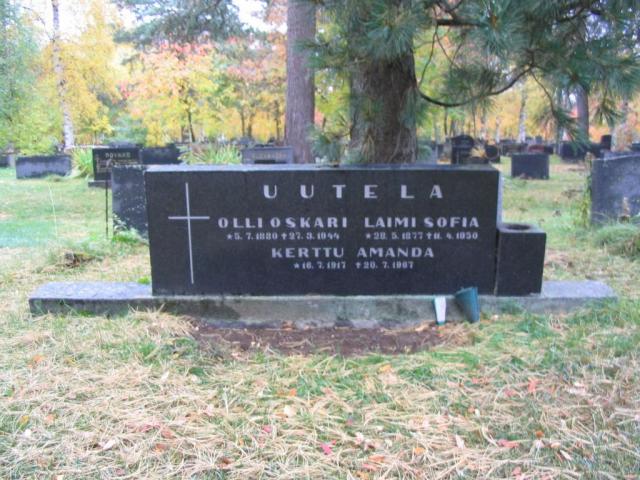 UUTELA
OLLI OSKARI LAIMI SOFIA
★5.7.1880 ✝27.3.1944 ★28.5.1877 ✝11.4.1950
KERTTU AMANDA
★16.7.1917 ✝20.7.1967